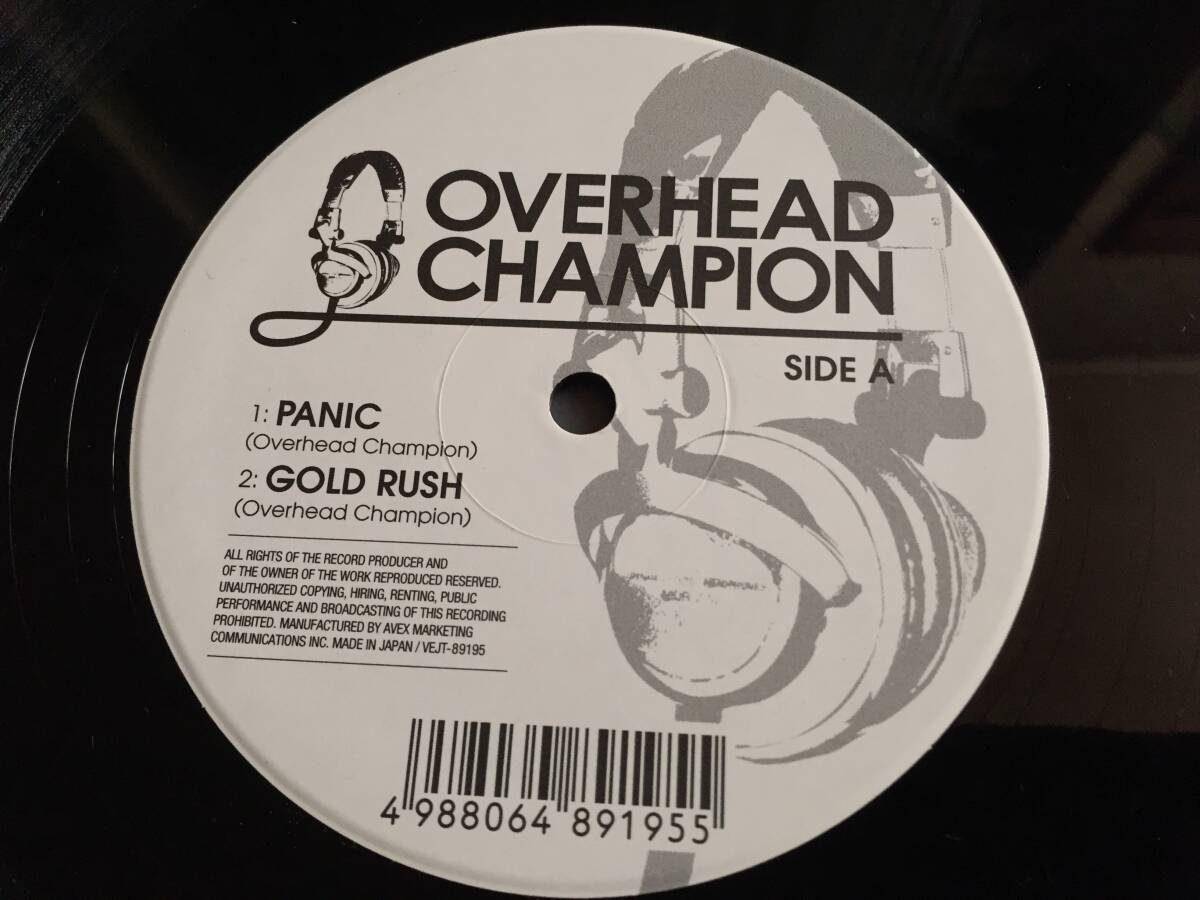 OVERHEAD
CHAMPION
SIDE A
1: PANIC
(Overhead Champion)
2: GOLD RUSH
(Overhead Champion)
ALL RIGHTS OF THE RECORD PRODUCER AND
OF THE OWNER OF THE WORK REPRODUCED RESERVED.
UNAUTHORIZED COPYING, HIRING, RENTING, PUBLIC
PERFORMANCE AND BROADCASTING OF THIS RECORDING
PROHIBITED. MANUFACTURED BY AVEX MARKETING
COMMUNICATIONS INC. MADE IN JAPAN / VEJT-89195
4 988064 891955